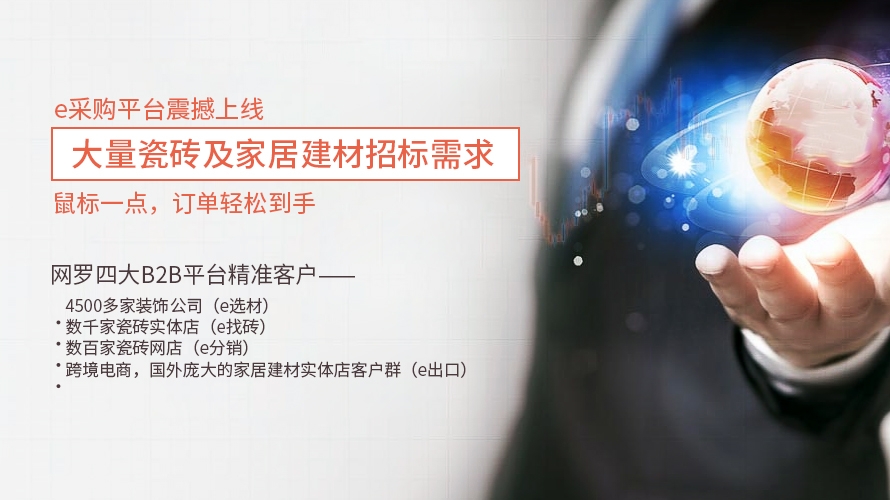 e采购平台震撼上线
大量瓷砖及家居建材招标需求
鼠标一点，订单轻松到手
网罗四大B2B平台精准客户——
4500多家装饰公司（e选材）
• 数千家瓷砖实体店（e找砖）
• 数百家瓷砖网店（e分销）
• 跨境电商，国外庞大的家居建材实体店客户群（e出口）
•